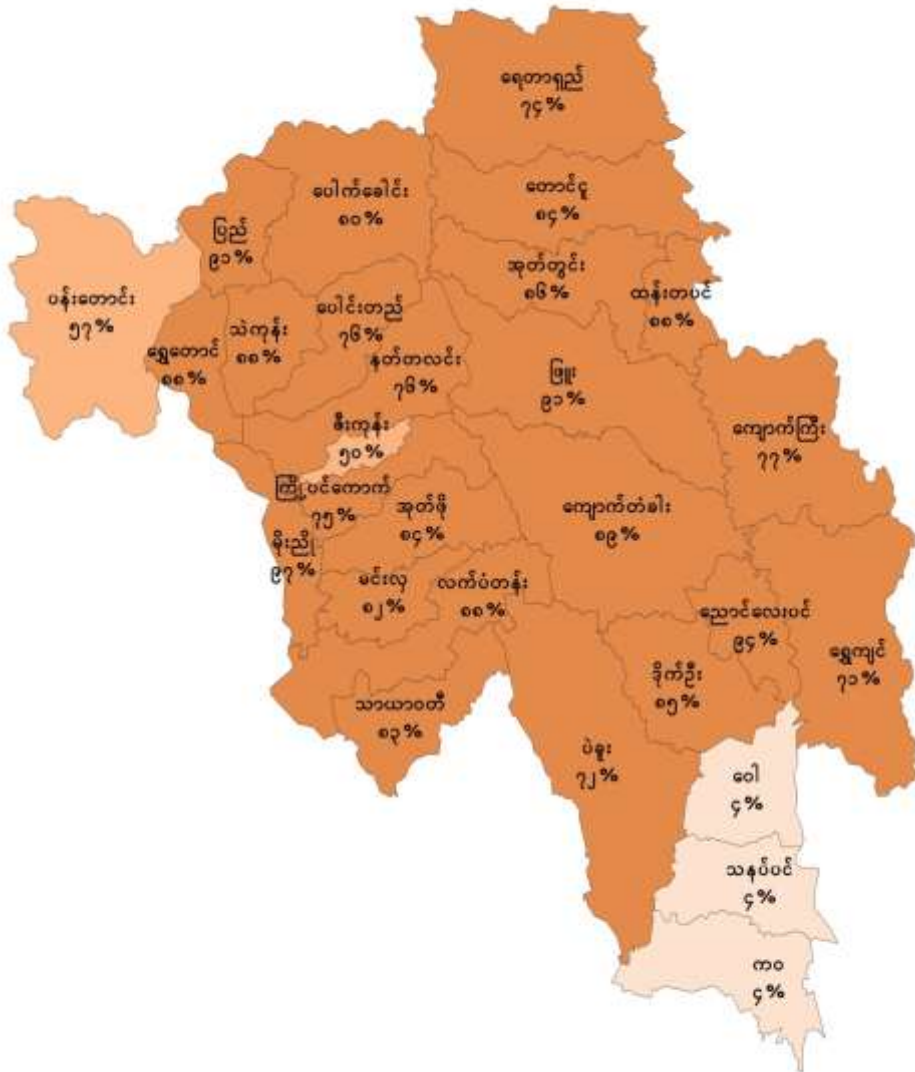 ရေတာရှည်
၇၄%
ပေါက်ခေါင်း
၈၀%
တောင်ငူ
၈၄%
ပြည်
၉၁%
အုတ်တွင်း
၈၆%
ထန်းတပင်
၈၈%
ပန်းတောင်း
၅၇%
သဲကုန်း
၈၈%
ပေါင်းတည်
၇၆%
ရွှေတောင်
၈၈%
နတ်တလင်း
၇၆%
ဖြူး
၉၁%
ကျောက်ကြီး
၇၇%
ဇီးကုန်း
၅၀%
ကြို့ပင်ကောက်
၇၅%
အုတ်ဖို
၈၄%
ကျောက်တံခါး
၈၉%
မိုးညို
၉၇%
မင်းလှ
၈၂%
လက်ပံတန်း
၈၈%
ညောင်လေးပင်
၉၄%
ရွှေကျင်
၇၁%
ဒိုက်ဦး
၈၅%
သာယာဝတီ
၈၃%
ပဲခူး
၇၂%
ဝေါ
၄%
သနပ်ပင်
၄%
ကဝ
၄%